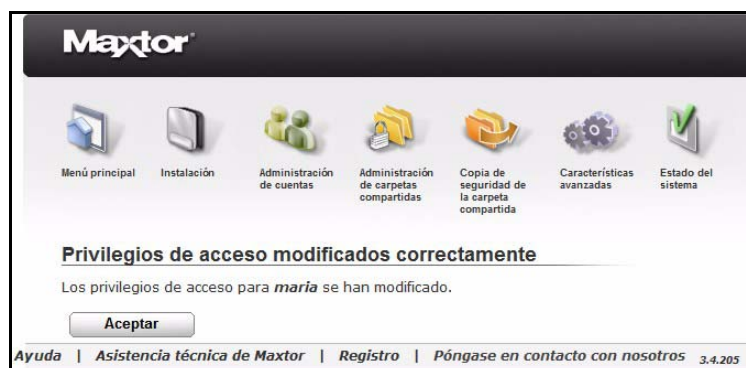 Maxtor
Menú principal
Instalación
Administración
de cuentas
Administración
de carpetas
compartidas
Copia de
seguridad de
la carpeta
compartida
Características
avanzadas
Estado del
sistema
Privilegios de acceso modificados correctamente
Los privilegios de acceso para maria se han modificado.
Aceptar
Ayuda | Asistencia técnica de Maxtor | Registro | Póngase en contacto con nosotros 3.4.205